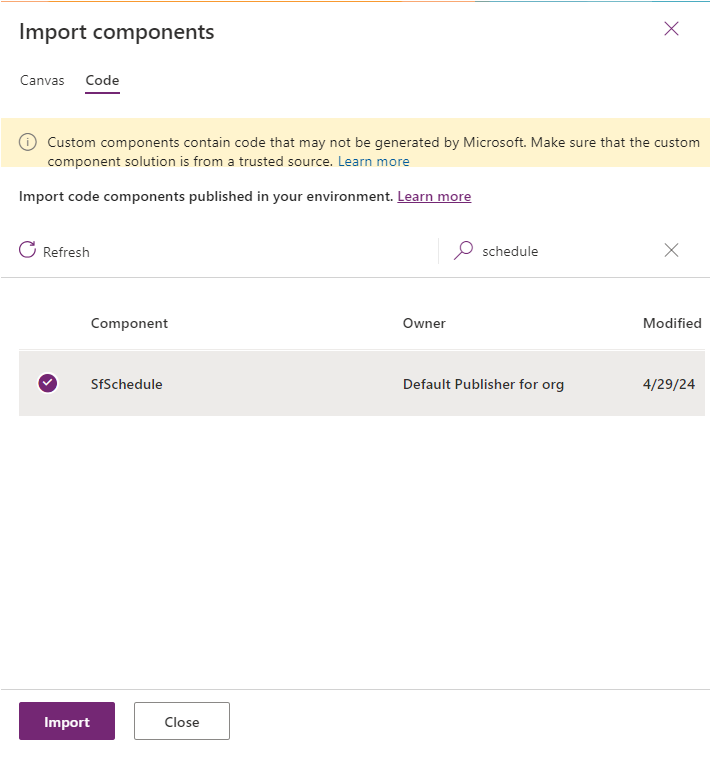 Import components
Canvas Code
Custom components contain code that may not be generated by Microsoft. Make sure that the custom
component solution is from a trusted source. Learn more
Import code components published in your environment. Learn more
Refresh schedule
Component Owner Modified
SfSchedule Default Publisher for org 4/29/24
Import Close